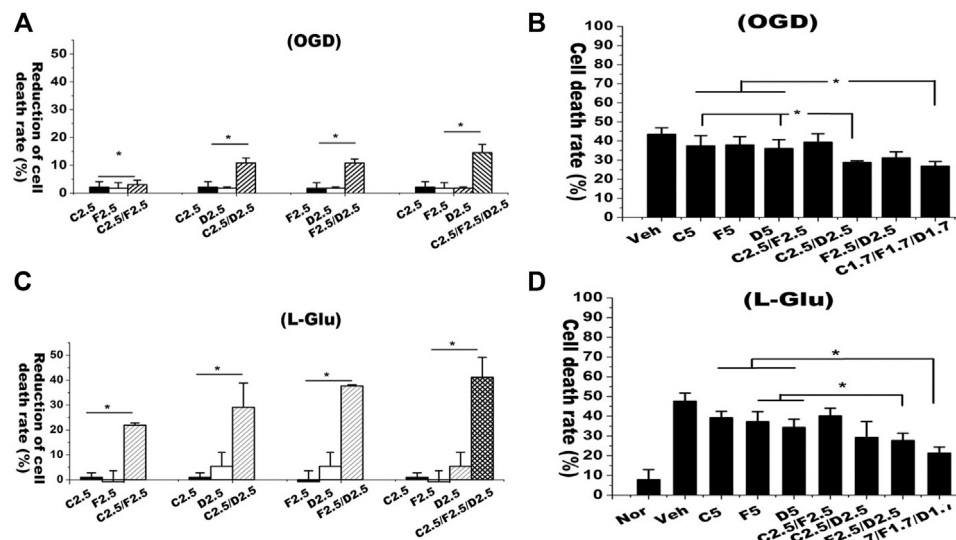 A
(OGD)
Reduction of cell
death rate (%)
50
40
30
20
10
0
*
*
*
*
C2.5
F2.5
C2.5/F2.5
C2.5
D2.5
C2.5/D2.5
F2.5
D2.5
F2.5/D2.5
C2.5
F2.5
D2.5
C2.5/F2.5/D2.5
B
(OGD)
Cell death rate
(%)
100
90
80
70
60
50
40
30
20
10
0
*
*
Veh
C5
F5
D5
C2.5/F2.5
C2.5/D2.5
F2.5/D2.5
C1.7/F1.7/D1.7
C
(L-Glu)
Reduction of cell
death rate (%)
50
40
30
20
10
0
*
*
*
*
C2.5
F2.5
C2.5/F2.5
C2.5
D2.5
C2.5/D2.5
F2.5
D2.5
F2.5/D2.5
C2.5
F2.5
D2.5
C2.5/F2.5/D2.5
D
(L-Glu)
Cell death rate
(%)
100
90
80
70
60
50
40
30
20
10
0
*
*
Nor
Veh
C5
F5
D5
C2.5/F2.5
C2.5/D2.5
F2.5/D2.5
7/F1.7/D1.7